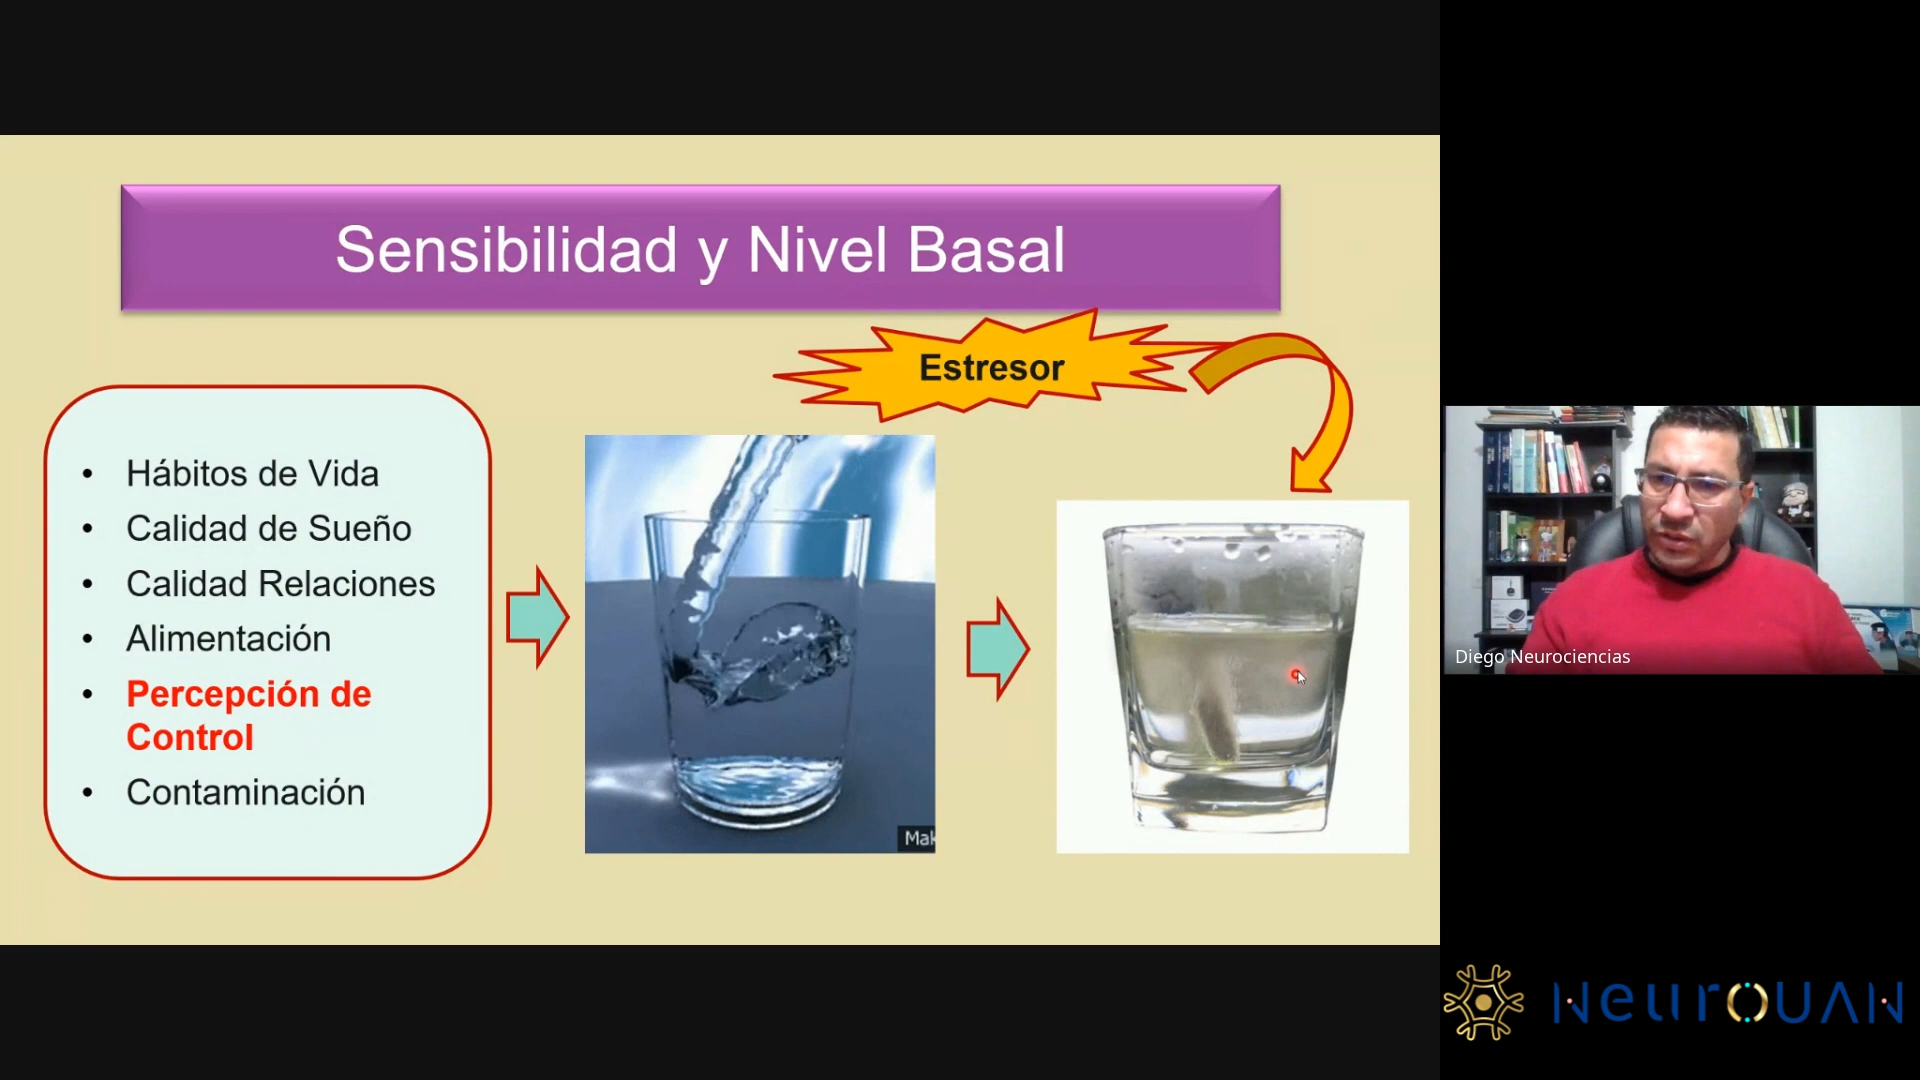 Sensibilidad y Nivel Basal
Estresor
• Hábitos de Vida
• Calidad de Sueño
• Calidad Relaciones
• Alimentación
• Percepción de
Control
• Contaminación
Mak
Diego Neurociencias
NeurOUAN